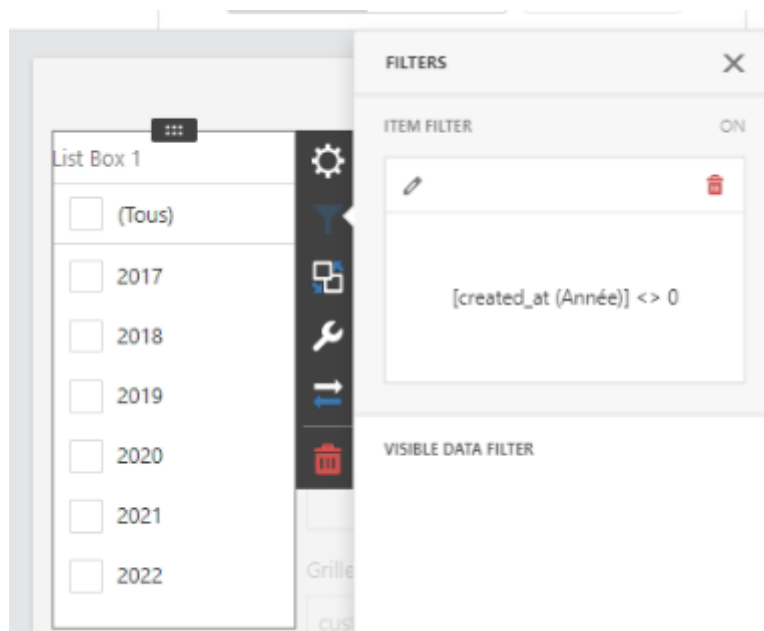 FILTERS
ITEM FILTER ON
[created_at (Année)] <> 0
VISIBLE DATA FILTER
List Box 1
(Tous)
2017
2018
2019
2020
2021
2022
Grille
cus